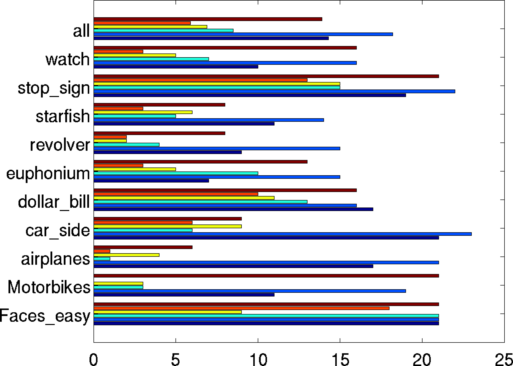 all
watch
stop_sign
starfish
revolver
euphonium
dollar_bill
car_side
airplanes
Motorbikes
Faces_easy
0 5 10 15 20 25